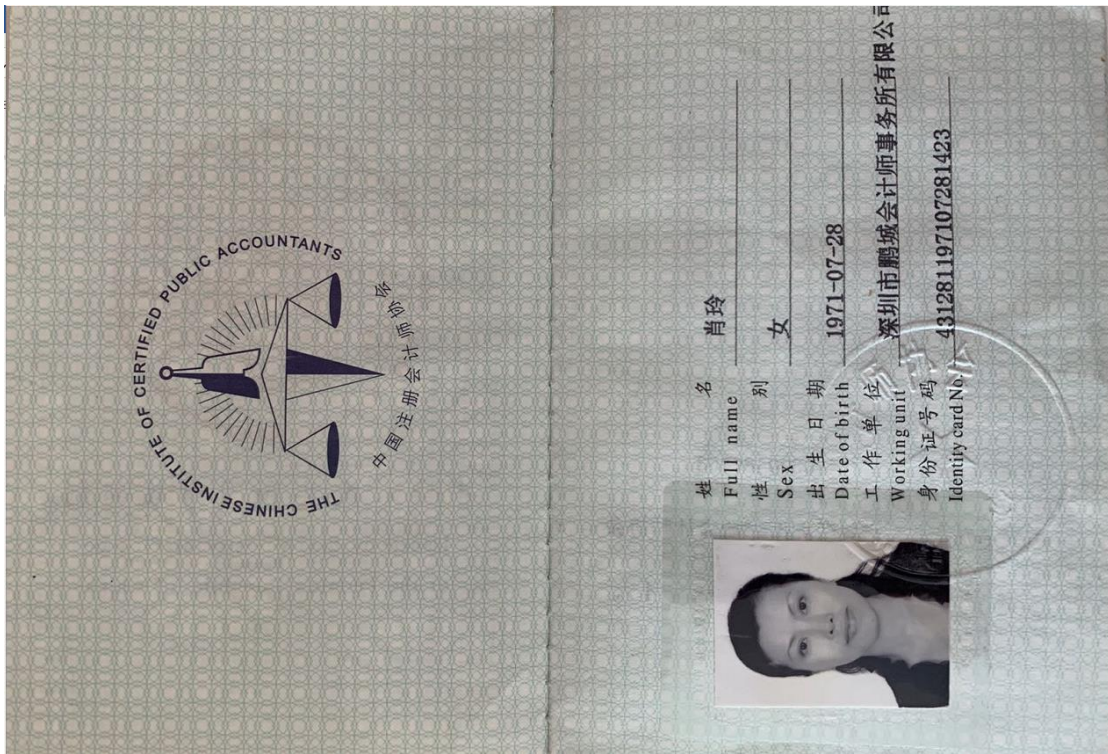 THE CHINESE INSTITUTE OF CERTIFIED PUBLIC ACCOUNTANTS
中国注册会计师协会
姓 名 肖玲
Full name
性 别 女
Sex
出 生 日 期 1971-07-28
Date of birth
工 作 单 位 深圳市鹏城会计师事务所有限公司
Working unit
身 份 证 号 码 431281197107281423
Identity card No.